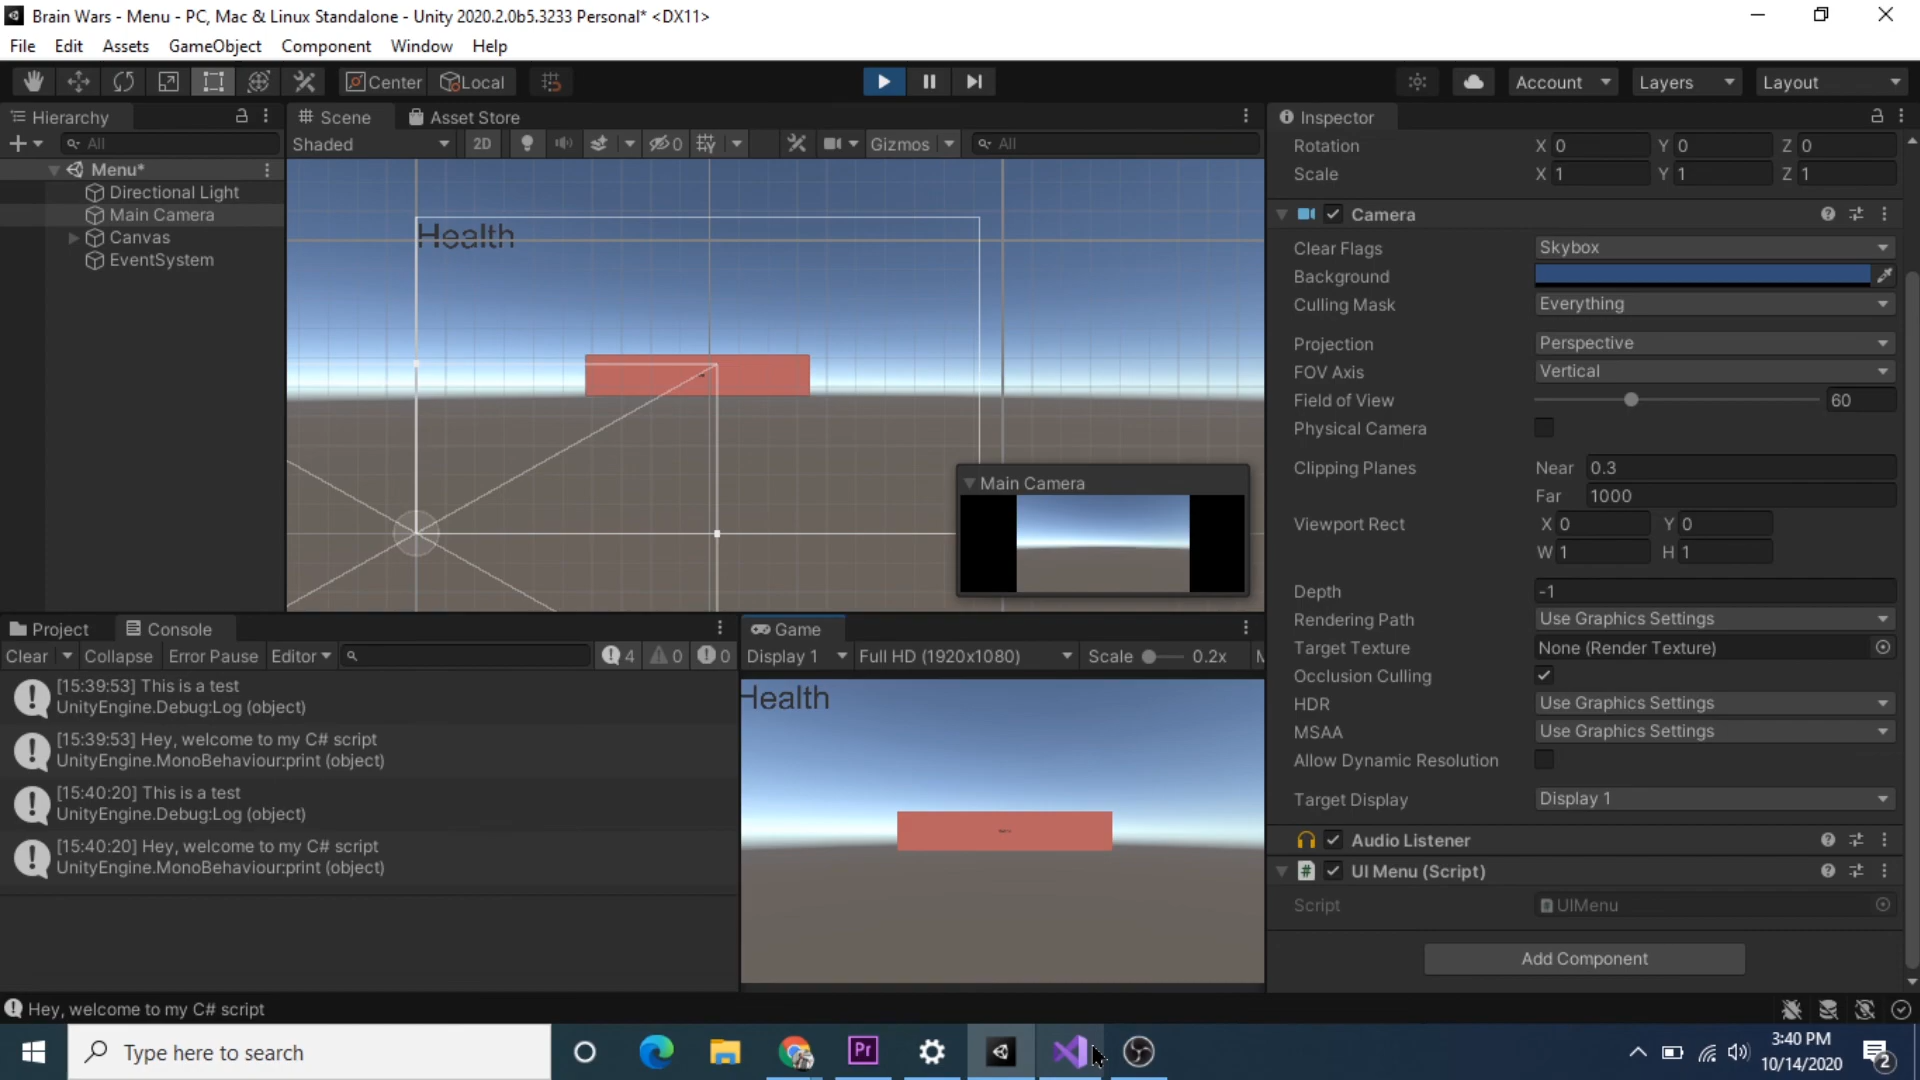 Brain Wars - Menu - PC, Mac & Linux Standalone - Unity 2020.2.0b5.3233 Personal* <DX11>
File Edit Assets GameObject Component Window Help
Center Local Account Layers Layout
Hierarchy
All
Menu*
Directional Light
Main Camera
Canvas
EventSystem
Scene Asset Store
Shaded 2D 0 Gizmos All
Health
Main Camera
Inspector
Rotation X 0 Y 0 Z 0
Scale X 1 Y 1 Z 1
Camera
Clear Flags Skybox
Background
Culling Mask Everything
Projection Perspective
FOV Axis Vertical
Field of View 60
Physical Camera
Clipping Planes Near 0.3
Far 1000
Viewport Rect X 0 Y 0
W 1 H 1
Depth -1
Rendering Path Use Graphics Settings
Target Texture None (Render Texture)
Occlusion Culling
HDR Use Graphics Settings
MSAA Use Graphics Settings
Allow Dynamic Resolution
Target Display Display 1
Audio Listener
# UI Menu (Script)
Script UIMenu
Add Component
Project Console
Clear Collapse Error Pause Editor 4 0 0
[15:39:53] This is a test
UnityEngine.Debug:Log (object)
[15:39:53] Hey, welcome to my C# script
UnityEngine.MonoBehaviour:print (object)
[15:40:20] This is a test
UnityEngine.Debug:Log (object)
[15:40:20] Hey, welcome to my C# script
UnityEngine.MonoBehaviour:print (object)
Game
Display 1 Full HD (1920x1080) Scale 0.2x M
Health
Hey, welcome to my C# script
Type here to search
Pr
3:40 PM
10/14/2020
2